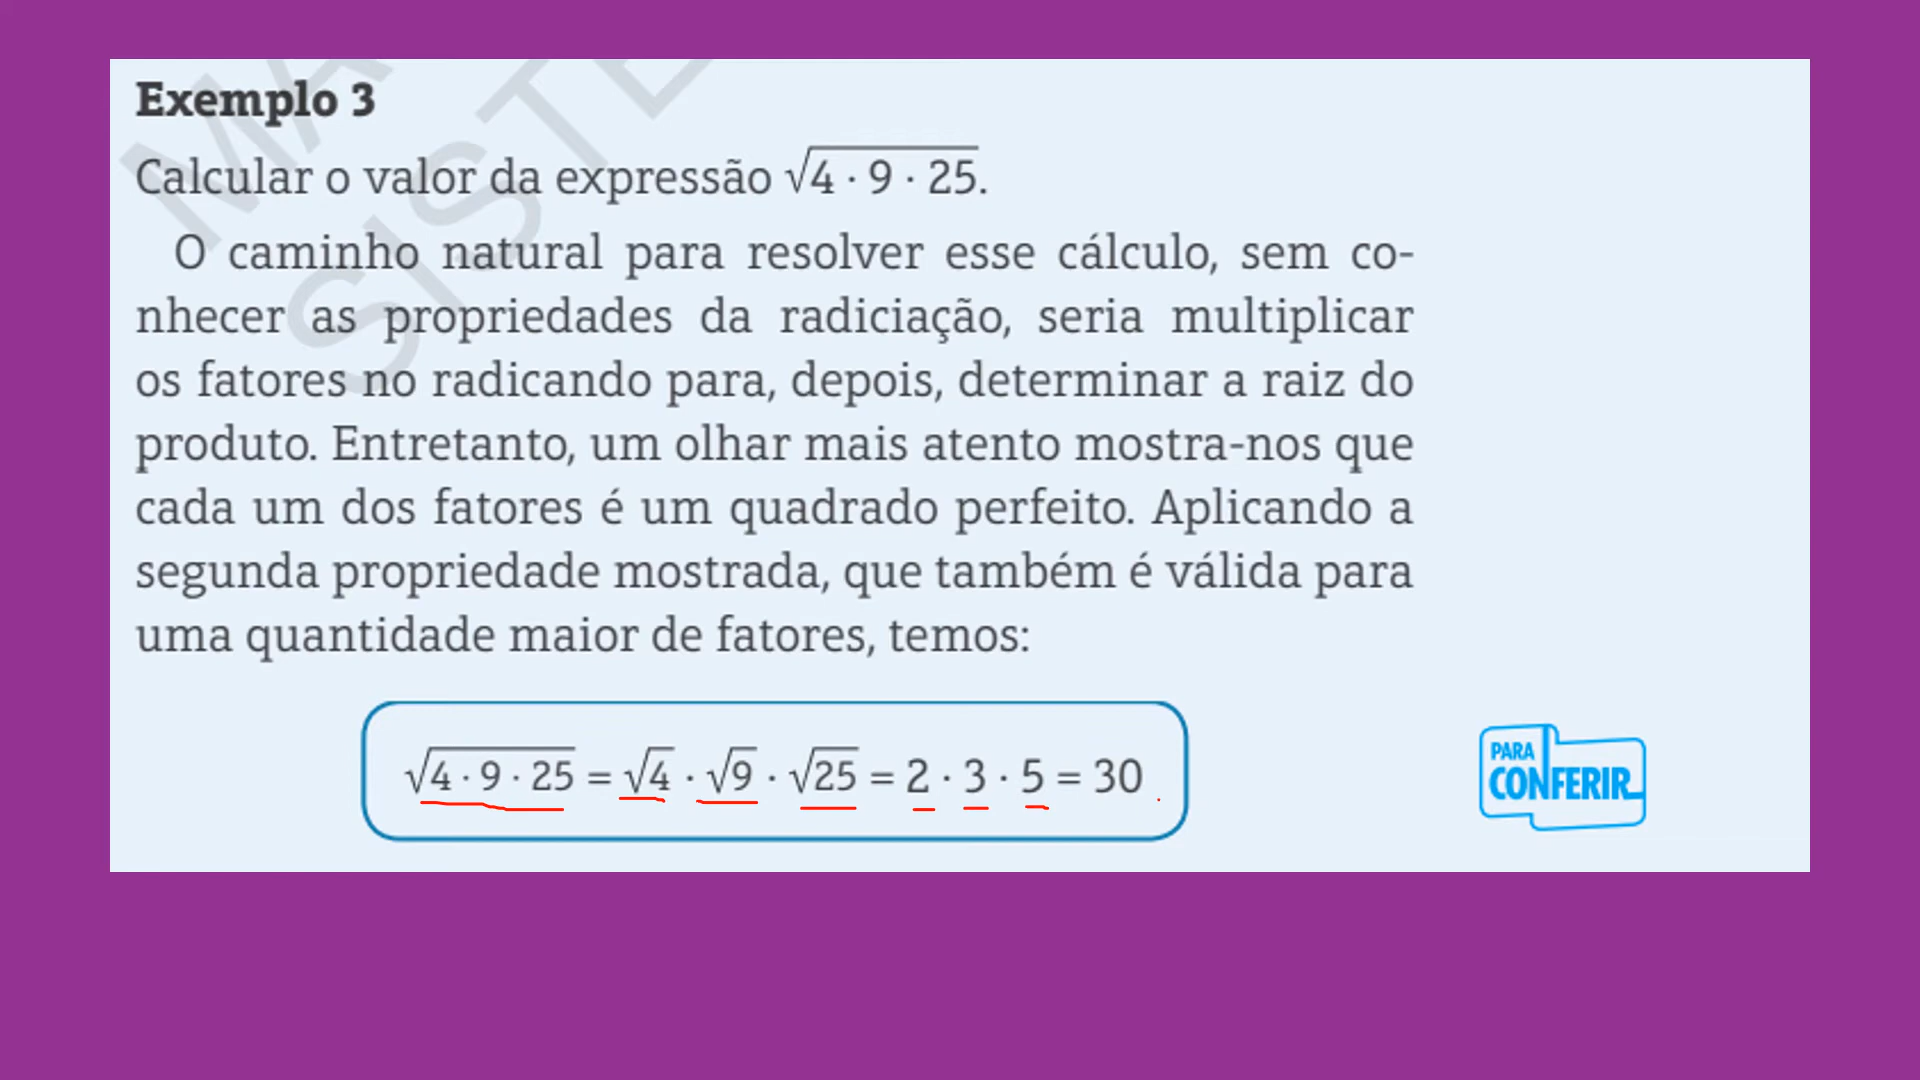 Exemplo 3
Calcular o valor da expressão √4 · 9 · 25.
O caminho natural para resolver esse cálculo, sem co-
nhecer as propriedades da radiciação, seria multiplicar
os fatores no radicando para, depois, determinar a raiz do
produto. Entretanto, um olhar mais atento mostra-nos que
cada um dos fatores é um quadrado perfeito. Aplicando a
segunda propriedade mostrada, que também é válida para
uma quantidade maior de fatores, temos:
√4 · 9 · 25 = √4 · √9 · √25 = 2 · 3 · 5 = 30
PARA
CONFERIR
MA
SISTE